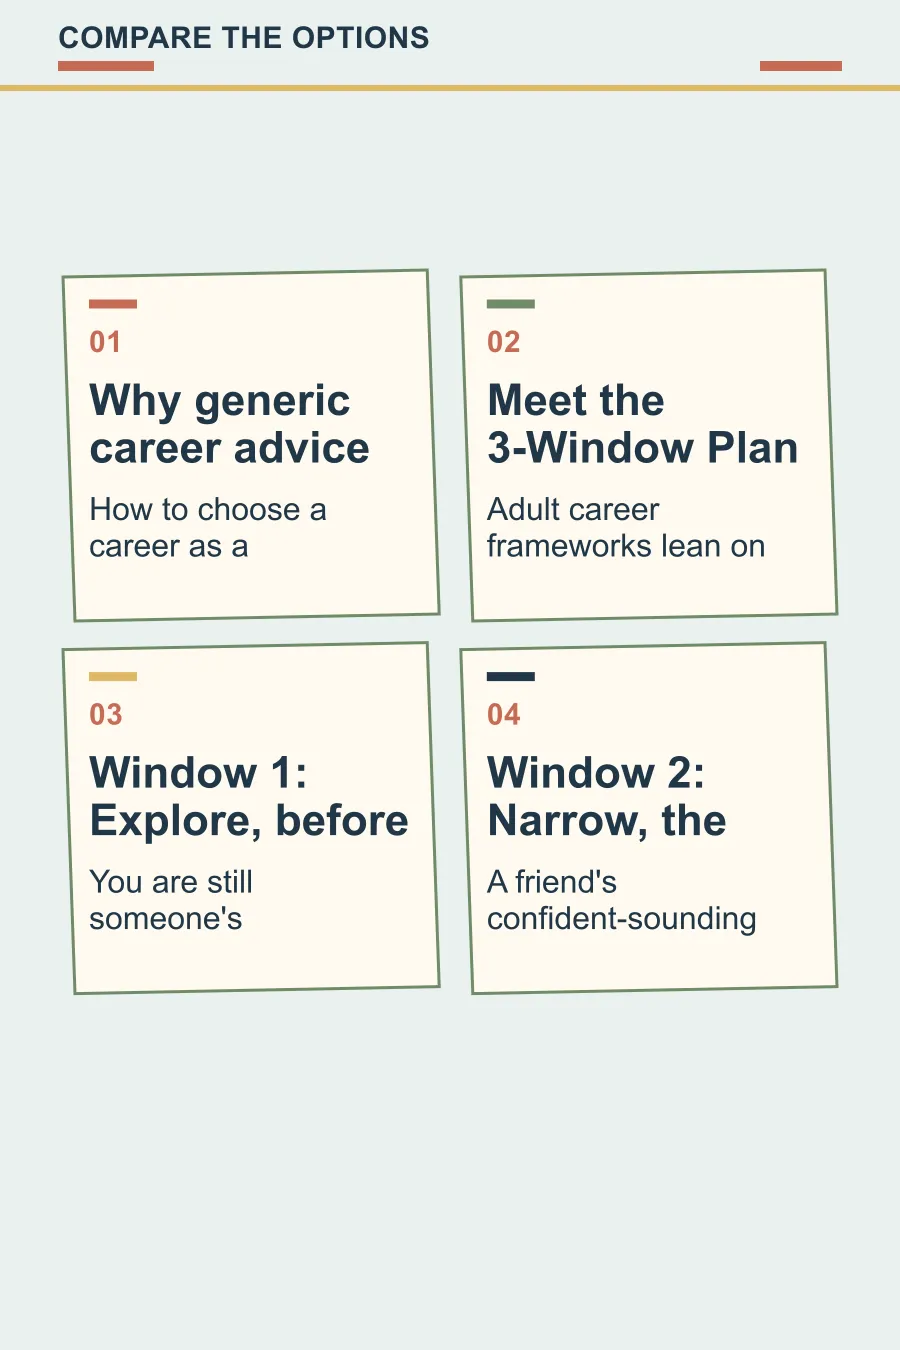 COMPARE THE OPTIONS
01
Why generic
career advice
How to choose a
career as a
02
Meet the
3-Window Plan
Adult career
frameworks lean on
03
Window 1:
Explore, before
You are still
someone's
04
Window 2:
Narrow, the
A friend's
confident-sounding